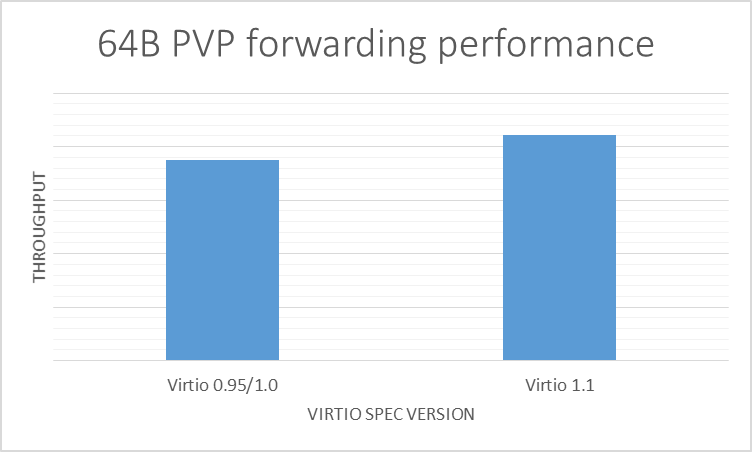 64B PVP forwarding performance
THROUGHPUT
Virtio 0.95/1.0
Virtio 1.1
VIRTIO SPEC VERSION